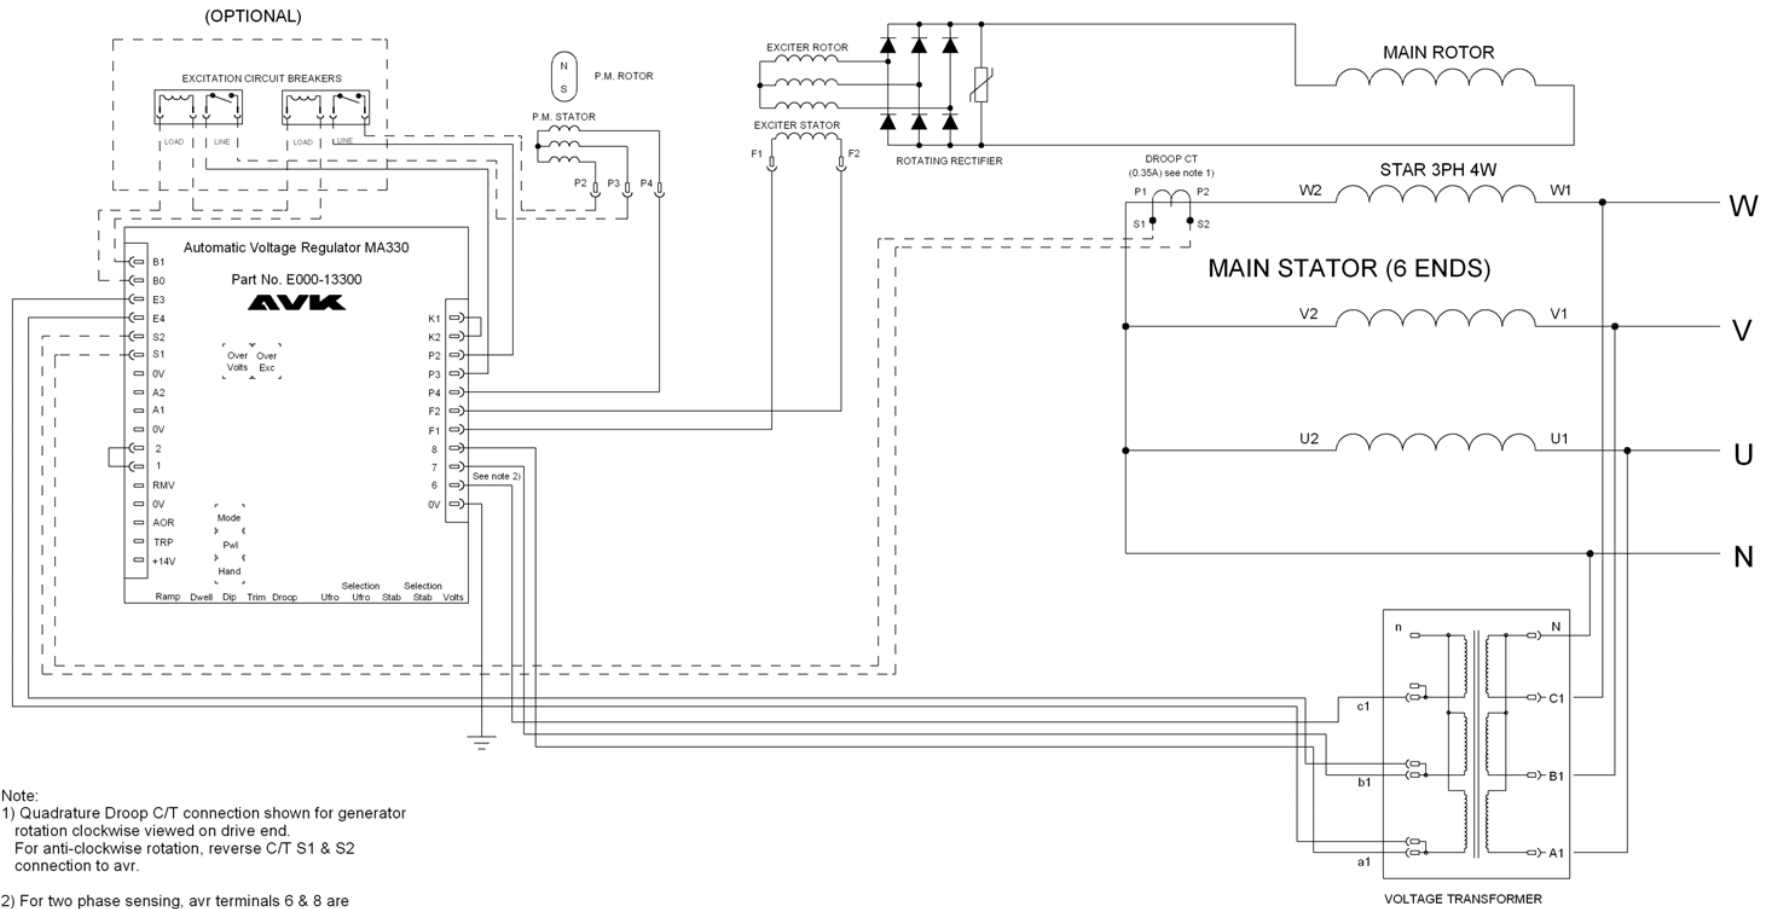 (OPTIONAL)
EXCITATION CIRCUIT BREAKERS
LOAD
LINE
LOAD
LINE
N
S
P.M. ROTOR
P.M. STATOR
P2
P3
P4
EXCITER ROTOR
EXCITER STATOR
F1
F2
ROTATING RECTIFIER
MAIN ROTOR
DROOP CT
(0.35A) see note 1)
P1
P2
S1
S2
STAR 3PH 4W
W2
W1
W
MAIN STATOR (6 ENDS)
V2
V1
V
U2
U1
U
N
Automatic Voltage Regulator MA330
Part No. E000-13300
AVK
B1
B0
E3
E4
S2
S1
0V
A2
A1
0V
2
1
RMV
0V
AOR
TRP
+14V
Over Over
Volts Exc
K1
K2
P2
P3
P4
F2
F1
8
7
6
0V
See note 2)
Mode
Pwl
Hand
Selection Selection
Ramp Dwell Dip Trim Droop Ufro Ufro Stab Stab Volts
n
N
c1
C1
b1
B1
a1
A1
VOLTAGE TRANSFORMER
Note:
1) Quadrature Droop C/T connection shown for generator
rotation clockwise viewed on drive end.
For anti-clockwise rotation, reverse C/T S1 & S2
connection to avr.
2) For two phase sensing, avr terminals 6 & 8 are